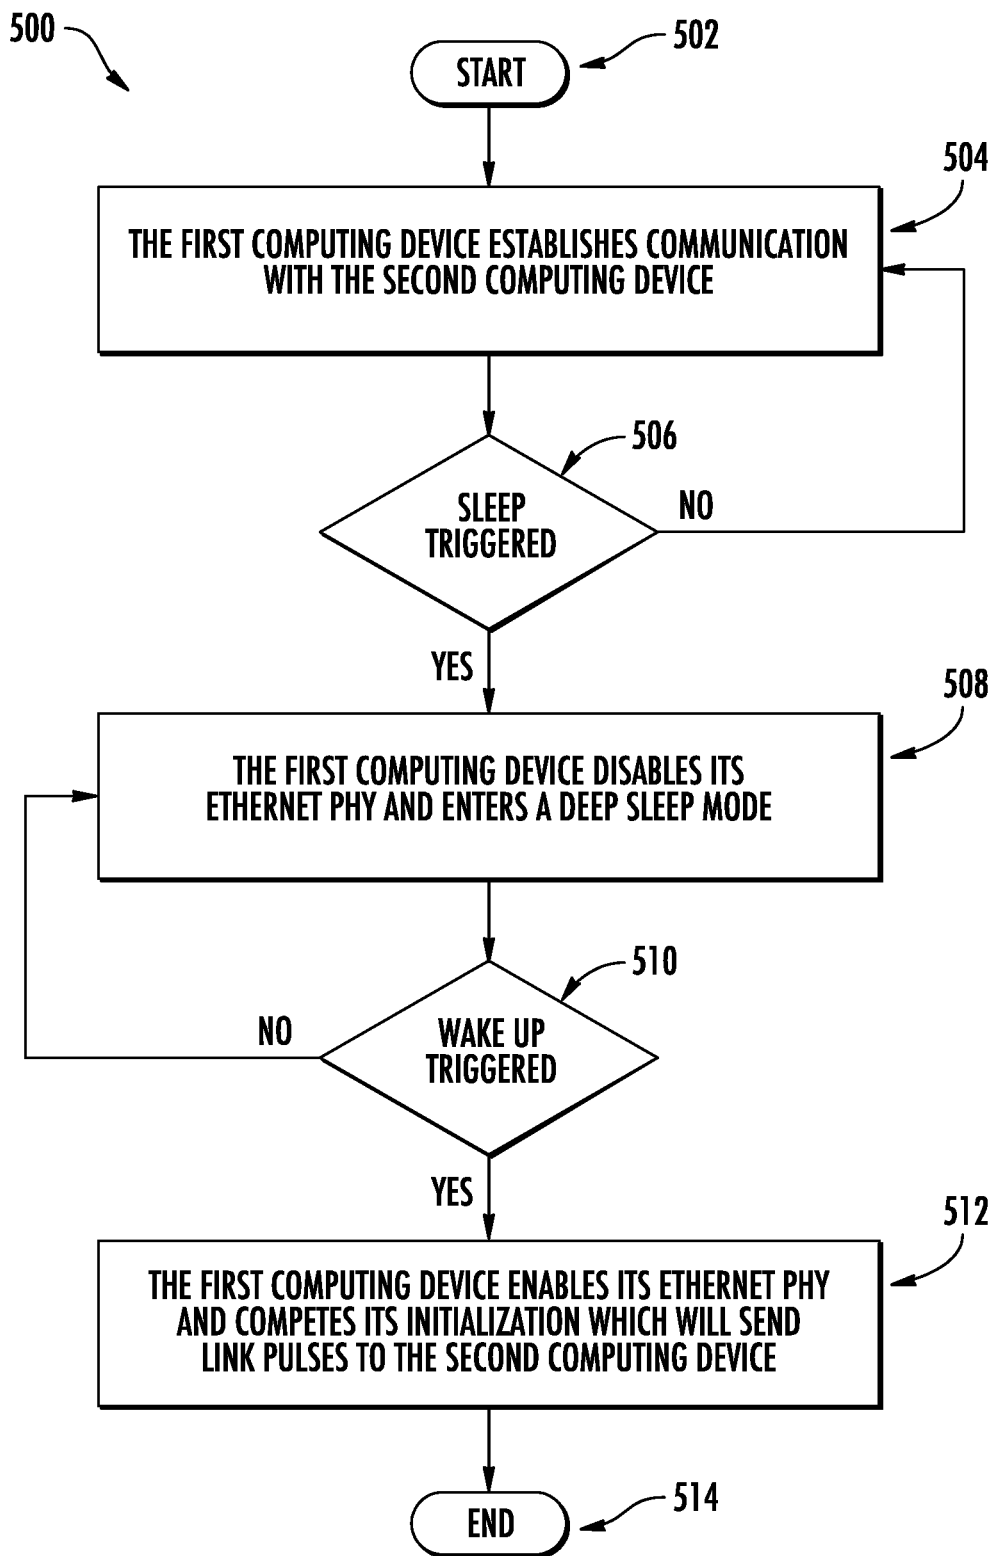 500
502
START
504
THE FIRST COMPUTING DEVICE ESTABLISHES COMMUNICATION
WITH THE SECOND COMPUTING DEVICE
506
SLEEP
TRIGGERED
NO
YES
508
THE FIRST COMPUTING DEVICE DISABLES ITS
ETHERNET PHY AND ENTERS A DEEP SLEEP MODE
510
WAKE UP
TRIGGERED
NO
YES
512
THE FIRST COMPUTING DEVICE ENABLES ITS ETHERNET PHY
AND COMPETES ITS INITIALIZATION WHICH WILL SEND
LINK PULSES TO THE SECOND COMPUTING DEVICE
END
514